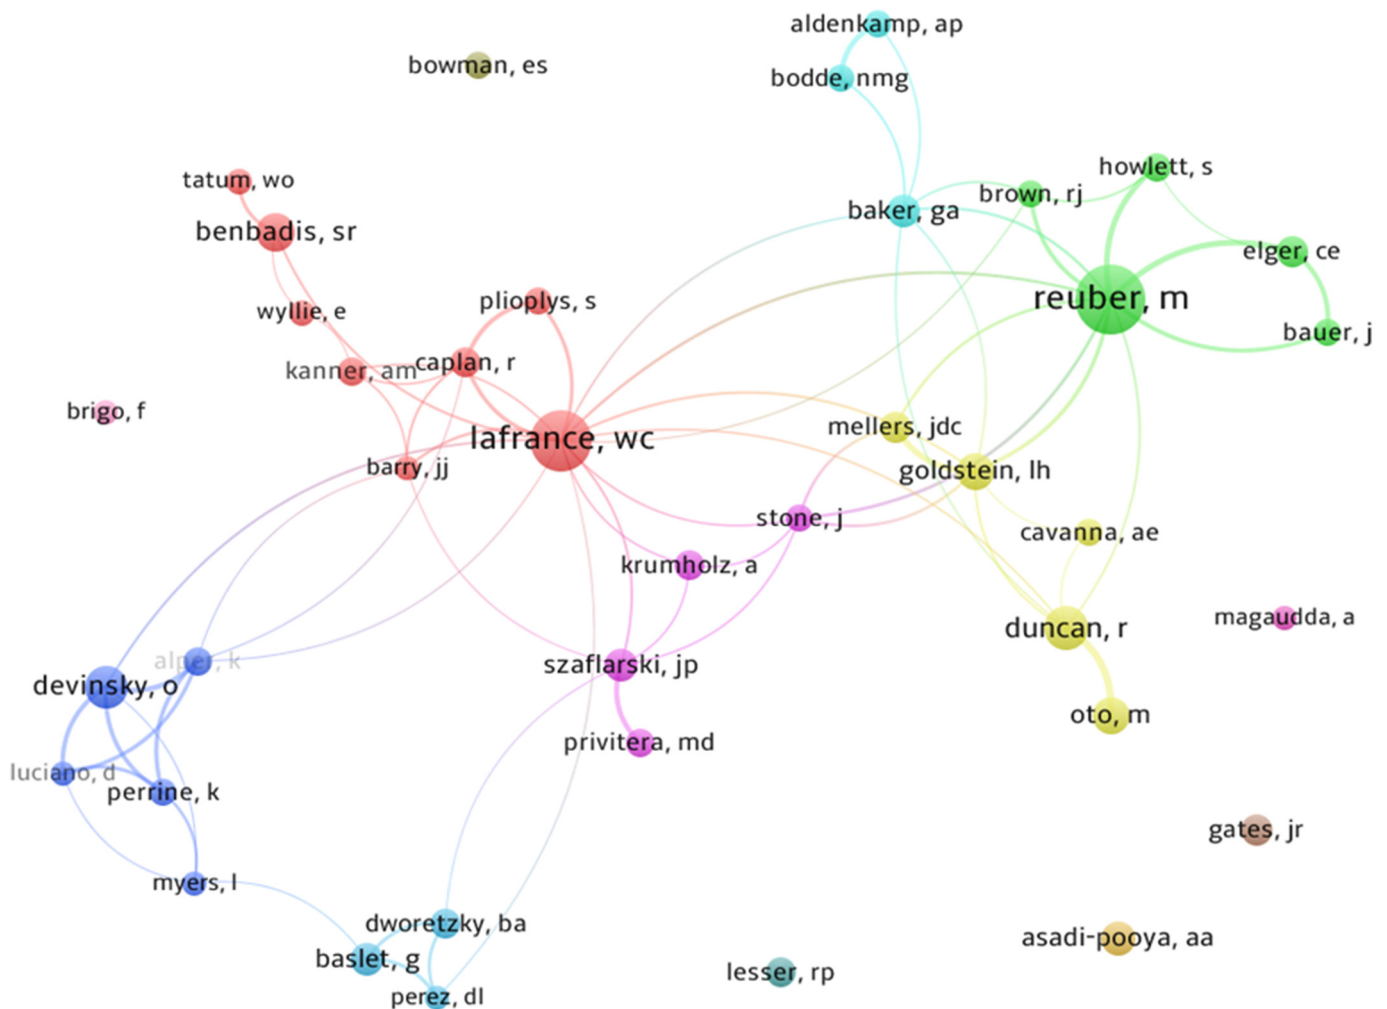 aldenkamp, ap
bowman, es
bodde, nmg
howlett, s
tatum, wo
brown, rj
baker, ga
benbadis, sr
elger, ce
reuber, m
plioplys, s
wyllie, e
bauer, j
caplan, r
kanner, am
brigo, f
mellers, jdc
lafrance, wc
barry, jj
goldstein, lh
stone, j
cavanna, ae
krumholz, a
magaudda, a
duncan, r
alper, k
szaflarski, jp
devinsky, o
oto, m
privitera, md
luciano, d
perrine, k
gates, jr
myers, l
dworetzky, ba
asadi-pooya, aa
baslet, g
lesser, rp
perez, dl